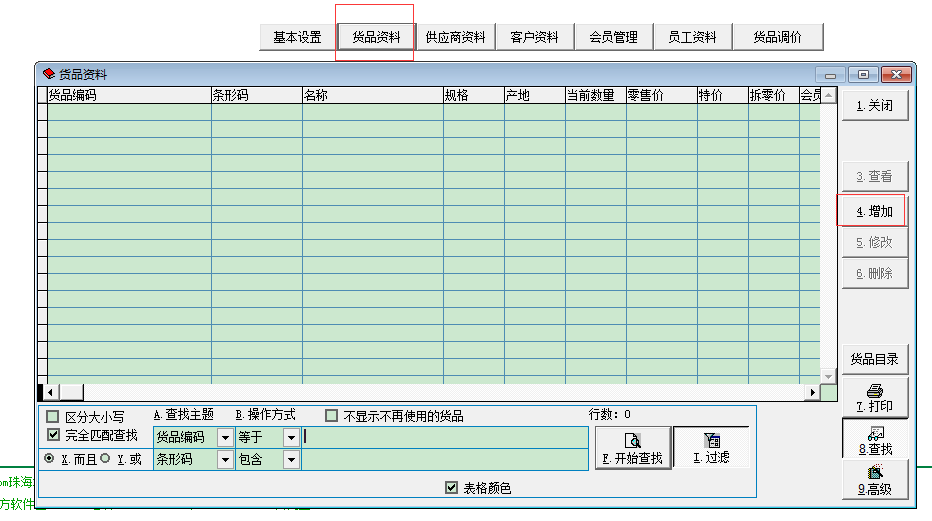 基本设置 货品资料 供应商资料 客户资料 会员管理 员工资料 货品调价
货品资料
货品编码 条形码 名称 规格 产地 当前数量 零售价 特价 拆零价 会员
1. 关闭
3. 查看
4. 增加
5. 修改
6. 删除
货品目录
7. 打印
8.查找
9.高级
区分大小写 A. 查找主题 B. 操作方式 不显示不再使用的货品 行数: 0
完全匹配查找 货品编码 等于
X. 而且 Y. 或 条形码 包含
F. 开始查找 I. 过滤
表格颜色
om珠海
方软件